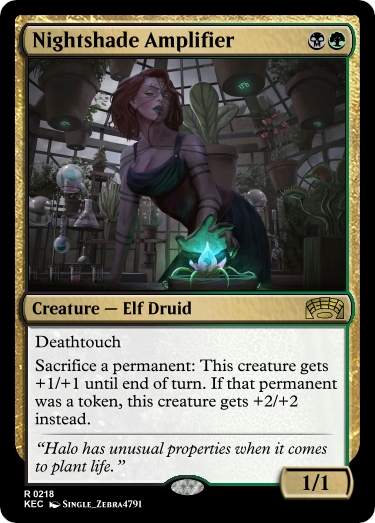 Nightshade Amplifier
Creature — Elf Druid
Deathtouch
Sacrifice a permanent: This creature gets
+1/+1 until end of turn. If that permanent
was a token, this creature gets +2/+2
instead.
“Halo has unusual properties when it comes
to plant life.”
1/1
R 0218
KEC Single_Zebra4791